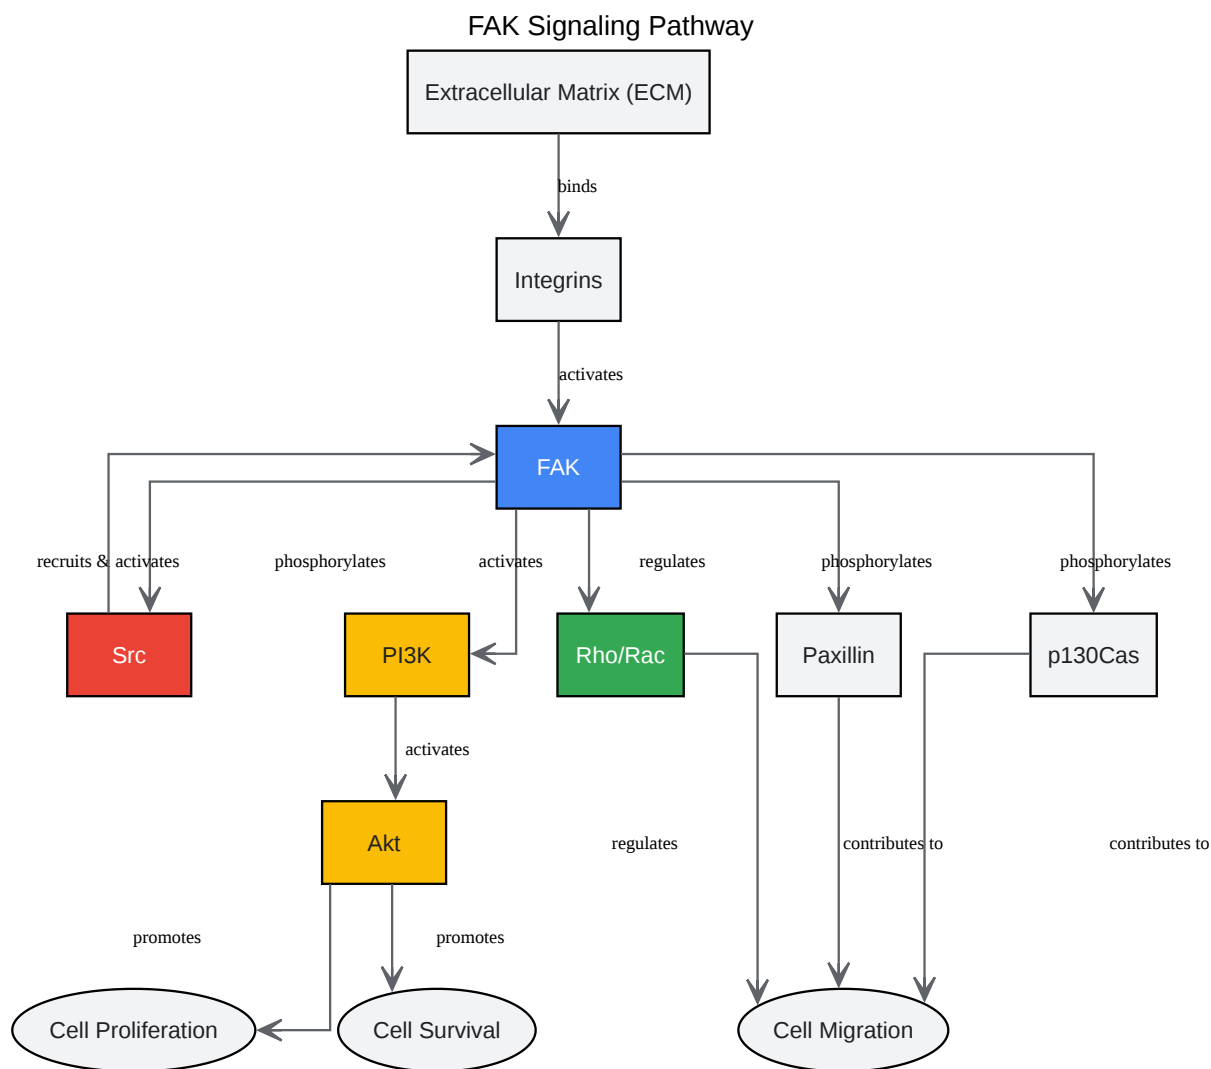 FAK Signaling Pathway
Extracellular Matrix (ECM)
binds
Integrins
activates
FAK
recruits & activates
phosphorylates
activates
regulates
phosphorylates
phosphorylates
Src
PI3K
Rho/Rac
Paxillin
p130Cas
activates
Akt
regulates
contributes to
contributes to
promotes
promotes
Cell Proliferation
Cell Survival
Cell Migration